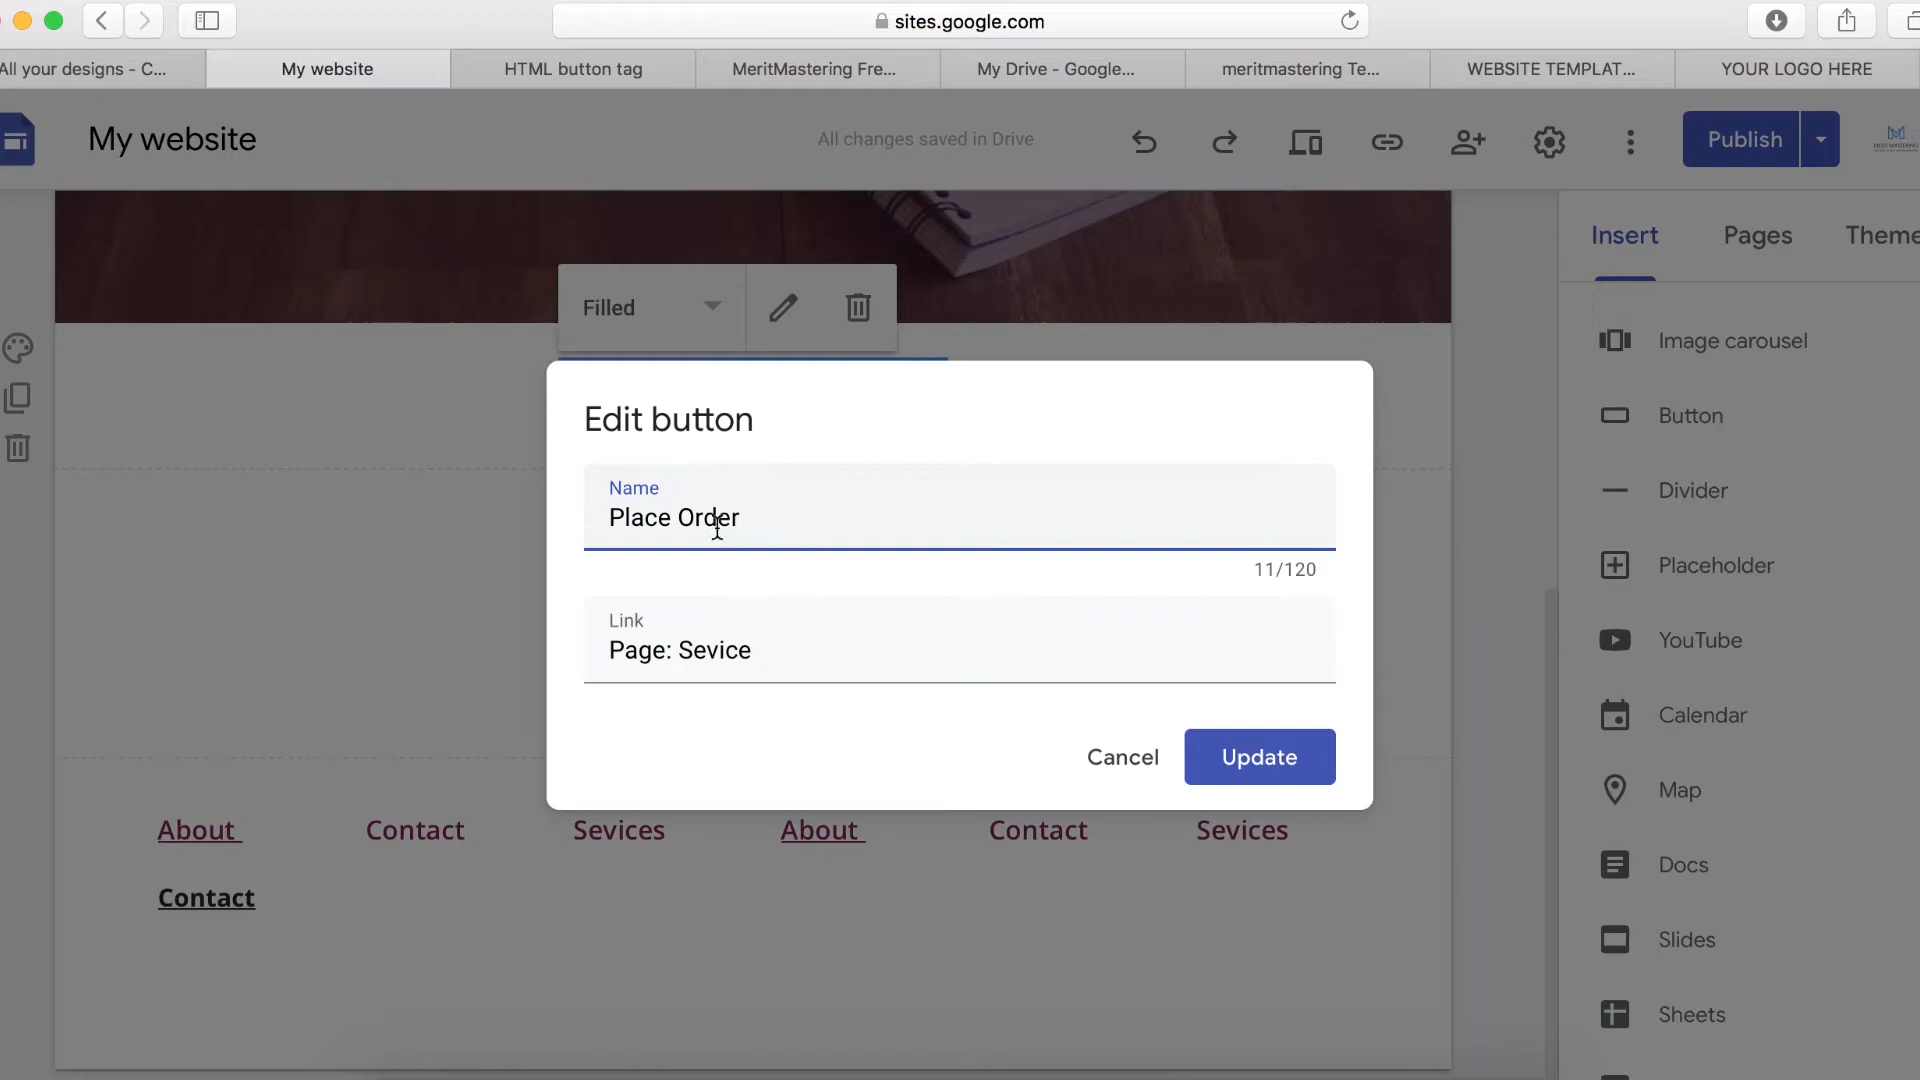 sites.google.com
All your designs - C...
My website
HTML button tag
MeritMastering Fre...
My Drive - Google...
meritmastering Te...
WEBSITE TEMPLAT...
YOUR LOGO HERE
My website
All changes saved in Drive
Publish
Insert
Pages
Theme
Filled
Image carousel
Button
Divider
Placeholder
YouTube
Calendar
Map
Docs
Slides
Sheets
Edit button
Name
Place Order
11/120
Link
Page: Sevice
Cancel
Update
About Contact Sevices About Contact Sevices
Contact